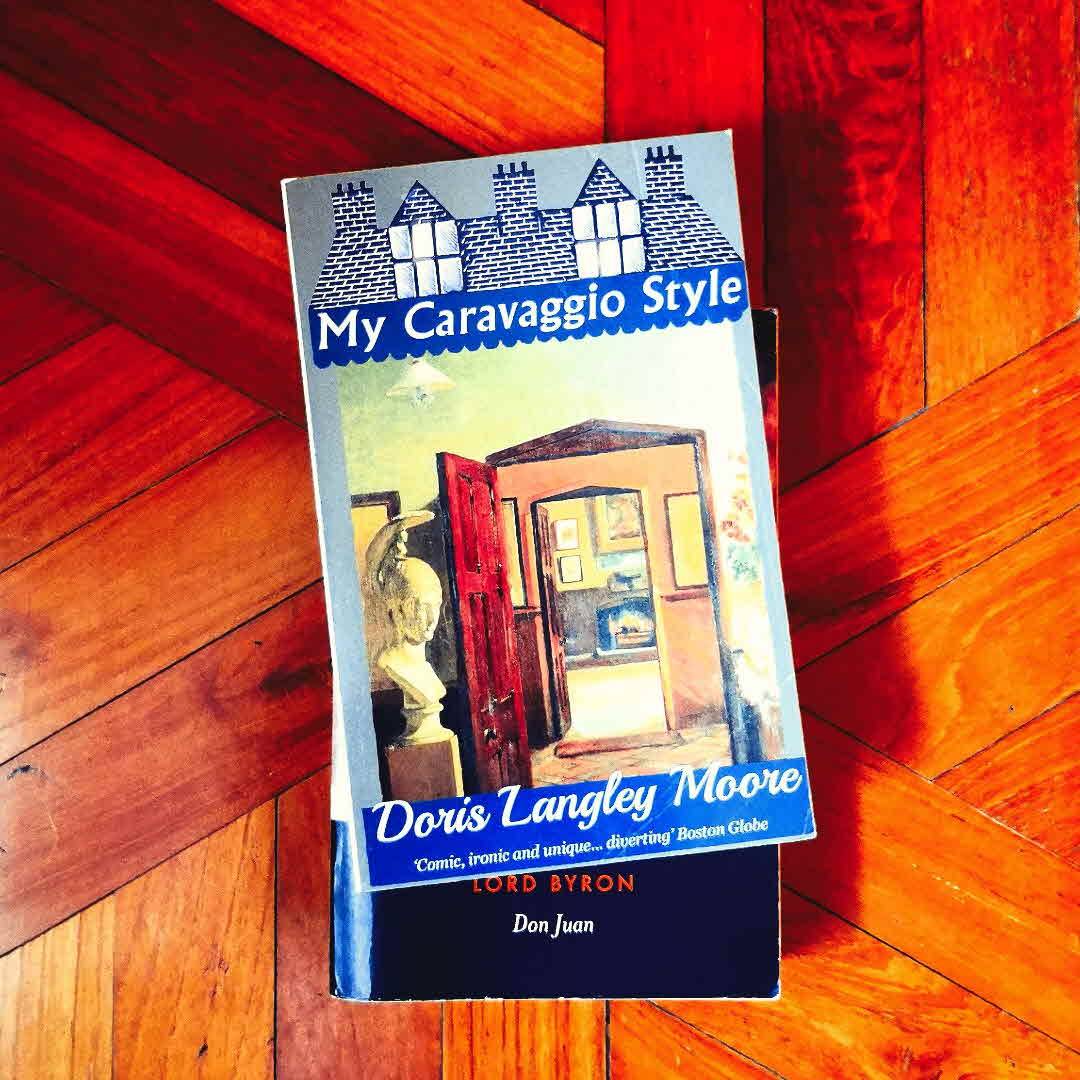 My Caravaggio Style
Doris Langley Moore
‘Comic, ironic and unique... diverting’ Boston Globe
LORD BYRON
Don Juan